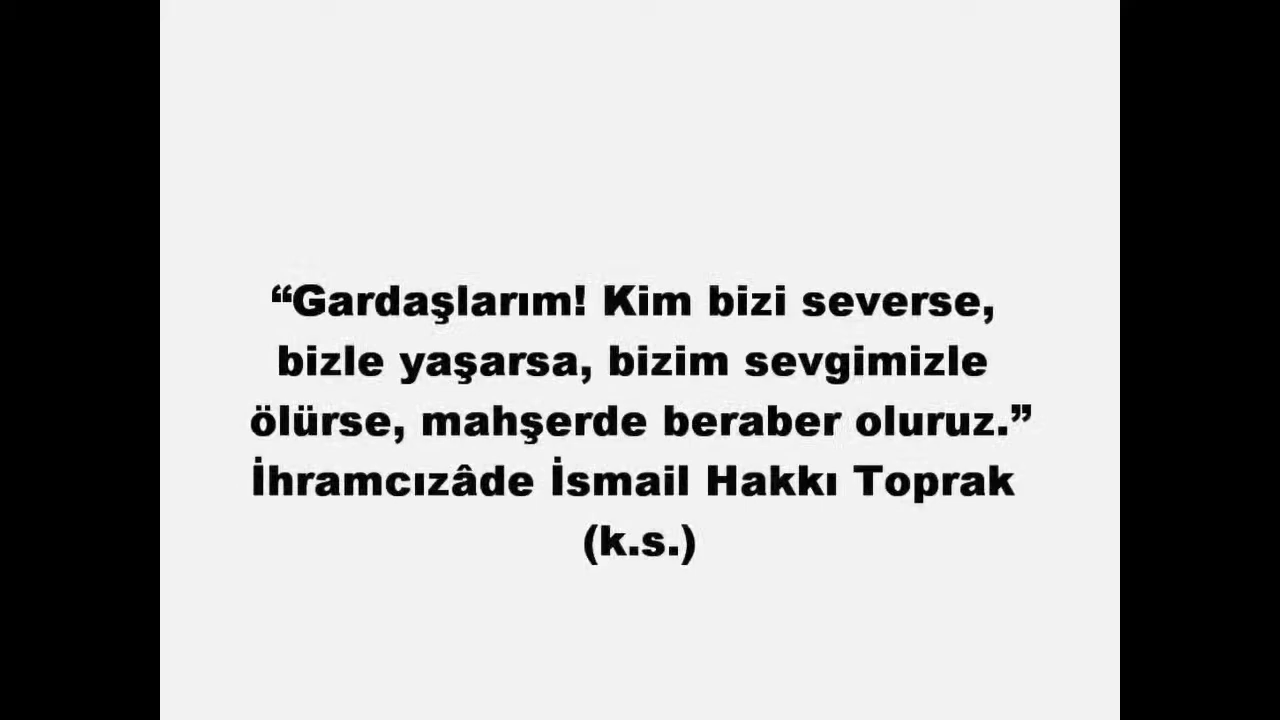 “Gardaşlarım! Kim bizi severse,
bizle yaşarsa, bizim sevgimizle
ölürse, mahşerde beraber oluruz.”
İhramcızâde İsmail Hakkı Toprak
(k.s.)